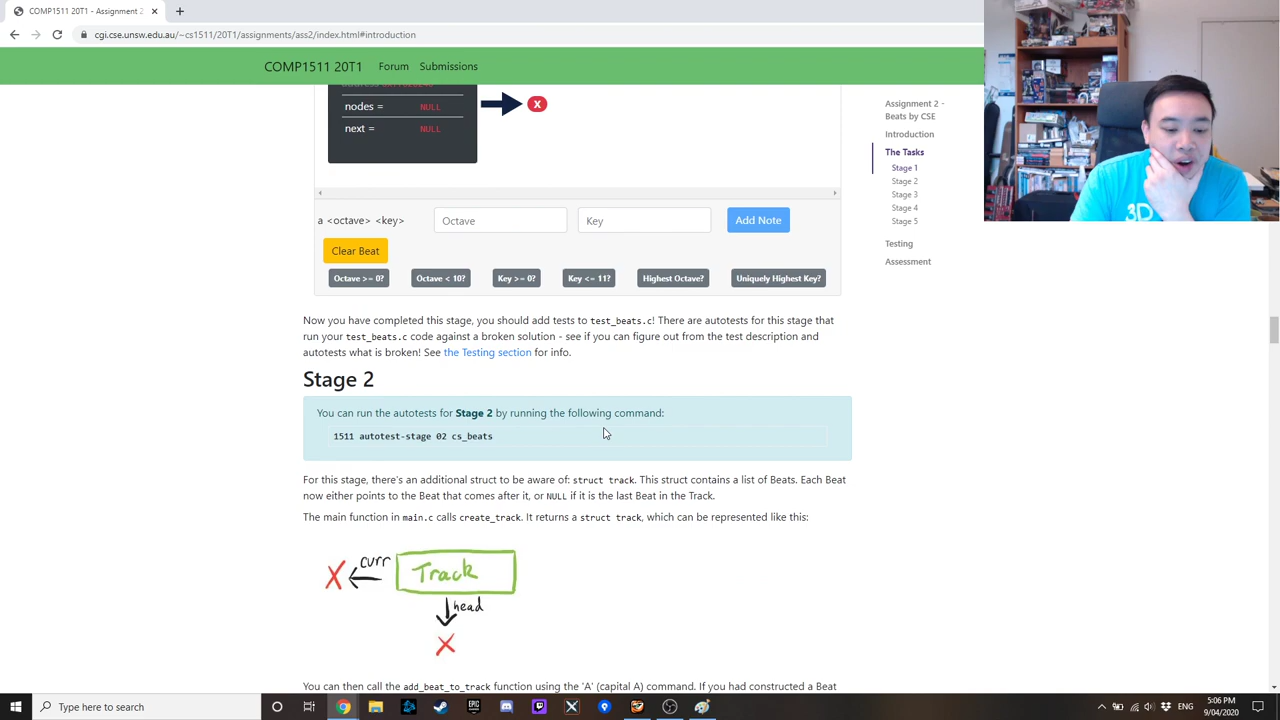 COMP1511 20T1 - Assignment 2
cgi.cse.unsw.edu.au/~cs1511/20T1/assignments/ass2/index.html#introduction
COMP1511 20T1
Forum
Submissions
nodes = NULL
next = NULL
X
a <octave> <key>
Octave
Key
Add Note
Clear Beat
Octave >= 0?
Octave < 10?
Key >= 0?
Key <= 11?
Highest Octave?
Uniquely Highest Key?
Now you have completed this stage, you should add tests to test_beats.c! There are autotests for this stage that
run your test_beats.c code against a broken solution - see if you can figure out from the test description and
autotests what is broken! See the Testing section for info.
Stage 2
You can run the autotests for Stage 2 by running the following command:
1511 autotest-stage 02 cs_beats
For this stage, there's an additional struct to be aware of: struct track. This struct contains a list of Beats. Each Beat
now either points to the Beat that comes after it, or NULL if it is the last Beat in the Track.
The main function in main.c calls create_track. It returns a struct track, which can be represented like this:
X curr Track
head
X
You can then call the add_beat_to_track function using the 'A' (capital A) command. If you had constructed a Beat
Assignment 2 -
Beats by CSE
Introduction
The Tasks
Stage 1
Stage 2
Stage 3
Stage 4
Stage 5
Testing
Assessment
3D
Type here to search
ENG
5:06 PM
9/04/2020